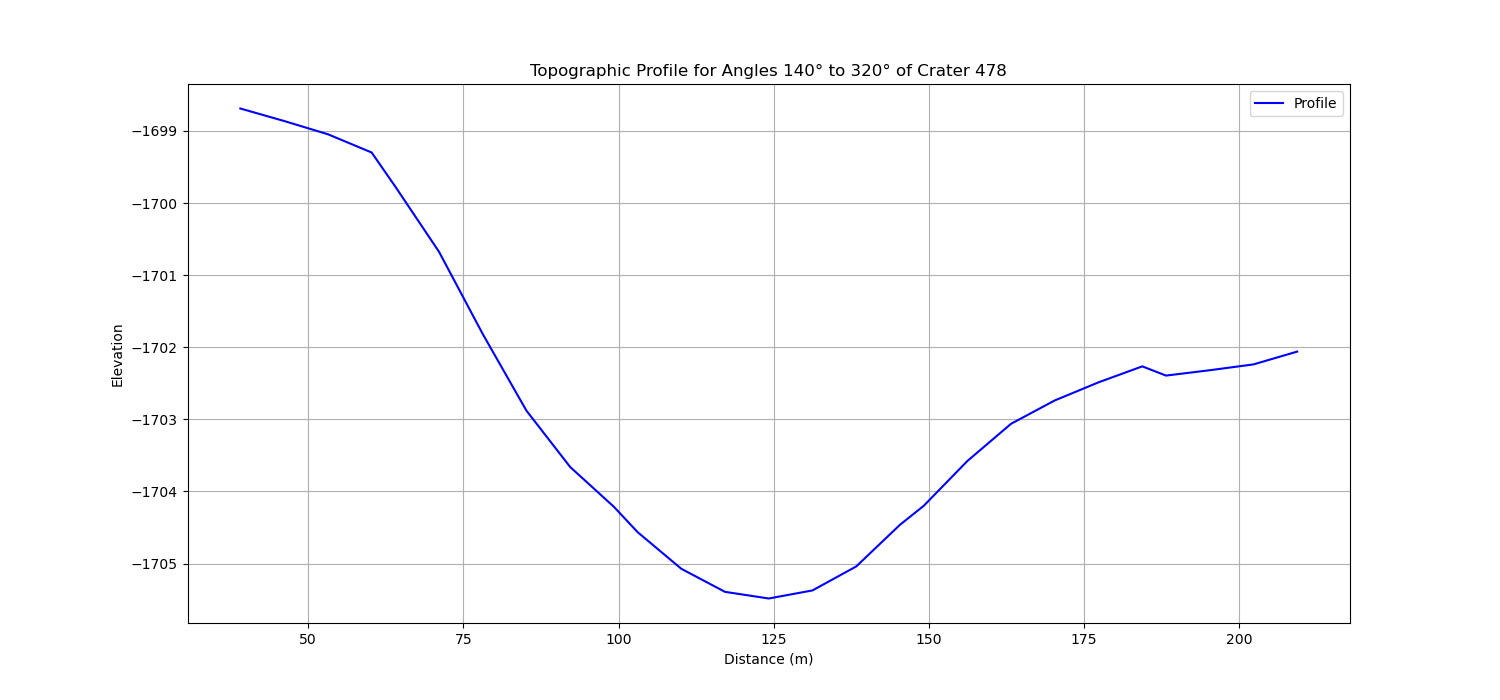 Topographic Profile for Angles 140° to 320° of Crater 478
Profile
−1699
−1700
−1701
−1702
−1703
−1704
−1705
Elevation
50 75 100 125 150 175 200
Distance (m)